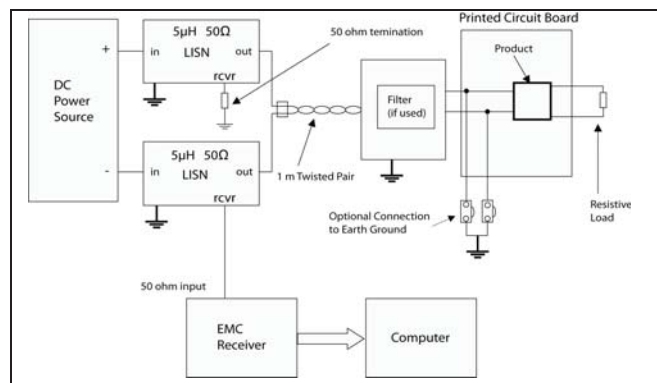 Printed Circuit Board
5µH 50Ω
LISN
in
out
rcvr
50 ohm temination
Product
+
DC
Power
Source
-
Filter
(if used)
5µH 50Ω
LISN
in
out
rcvr
1 m Twisted Pair
Optional Connection
to Earth Ground
Resistive
Load
50 ohm input
EMC
Receiver
Computer